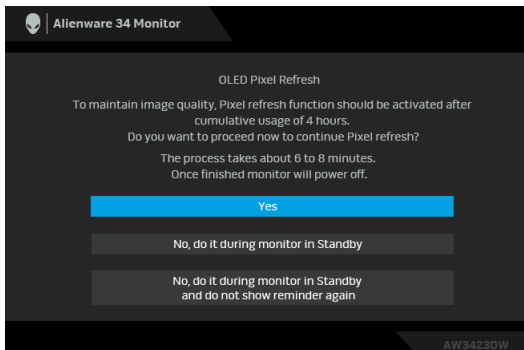 Alienware 34 Monitor
OLED Pixel Refresh
To maintain image quality, Pixel refresh function should be activated after
cumulative usage of 4 hours.
Do you want to proceed now to continue Pixel refresh?
The process takes about 6 to 8 minutes.
Once finished monitor will power off.
Yes
No, do it during monitor in Standby
No, do it during monitor in Standby
and do not show reminder again
AW3423DW